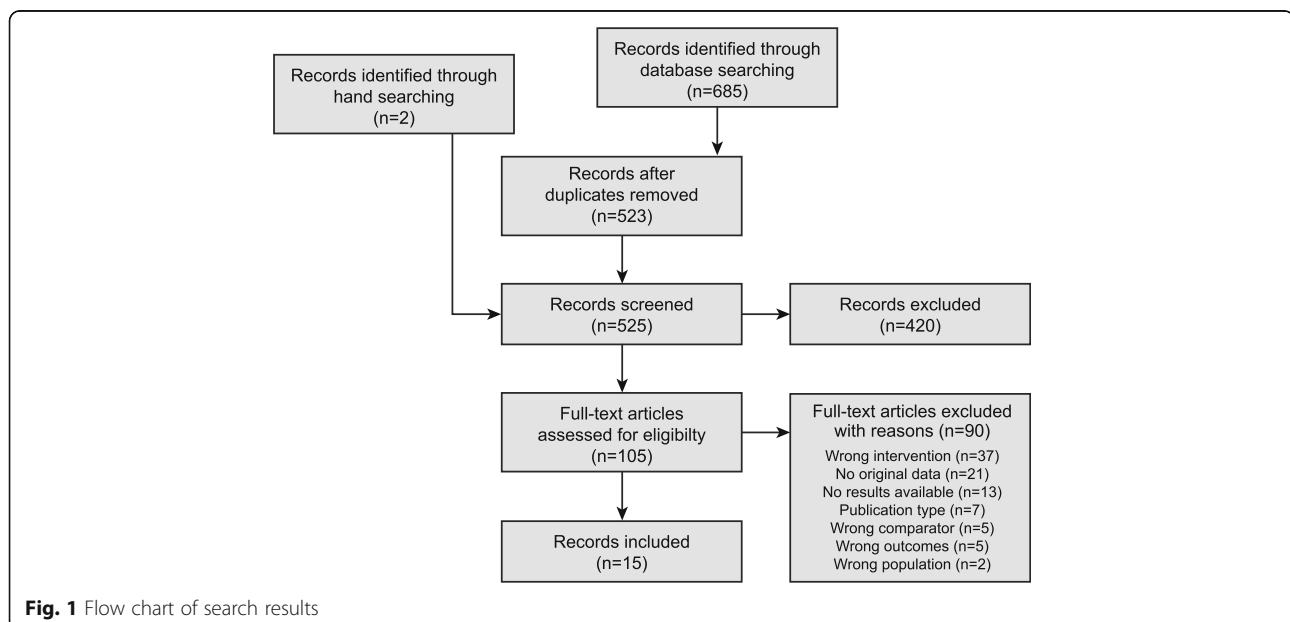 Records identified through
hand searching
(n=2)
Records identified through
database searching
(n=685)
Records after
duplicates removed
(n=523)
Records screened
(n=525)
Records excluded
(n=420)
Full-text articles
assessed for eligibilty
(n=105)
Full-text articles excluded
with reasons (n=90)
Wrong intervention (n=37)
No original data (n=21)
No results available (n=13)
Publication type (n=7)
Wrong comparator (n=5)
Wrong outcomes (n=5)
Wrong population (n=2)
Records included
(n=15)
Fig. 1 Flow chart of search results